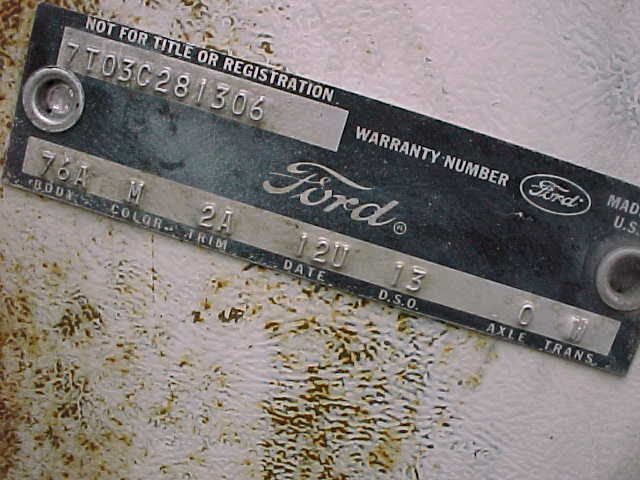 NOT FOR TITLE OR REGISTRATION
7T03C281306
WARRANTY NUMBER
Ford
MADE
U.S.
Ford®
76A M 2A 12U 13 0 W
BODY COLOR TRIM DATE D.S.O. AXLE TRANS